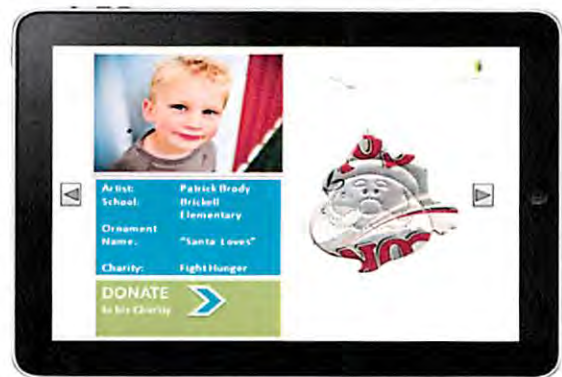 Artist: Patrick Brody
School: Brickell
Elementary
Ornament
Name: "Santa Loves"
Charity: Fight Hunger
DONATE
to his Charity